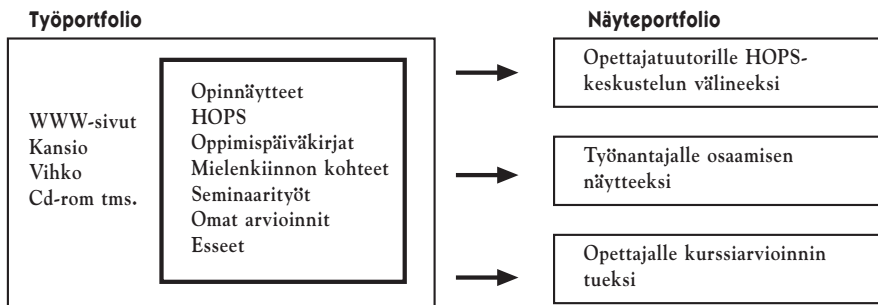 Työportfolio
WWW-sivut
Kansio
Vihko
Cd-rom tms.
Opinnäytteet
HOPS
Oppimispäiväkirjat
Mielenkiinnon kohteet
Seminaarityöt
Omat arvioinnit
Esseet
Näyteportfolio
Opettajatuutorille HOPS-
keskustelun välineeksi
Työnantajalle osaamisen
näytteeksi
Opettajalle kurssiarvioinnin
tueksi